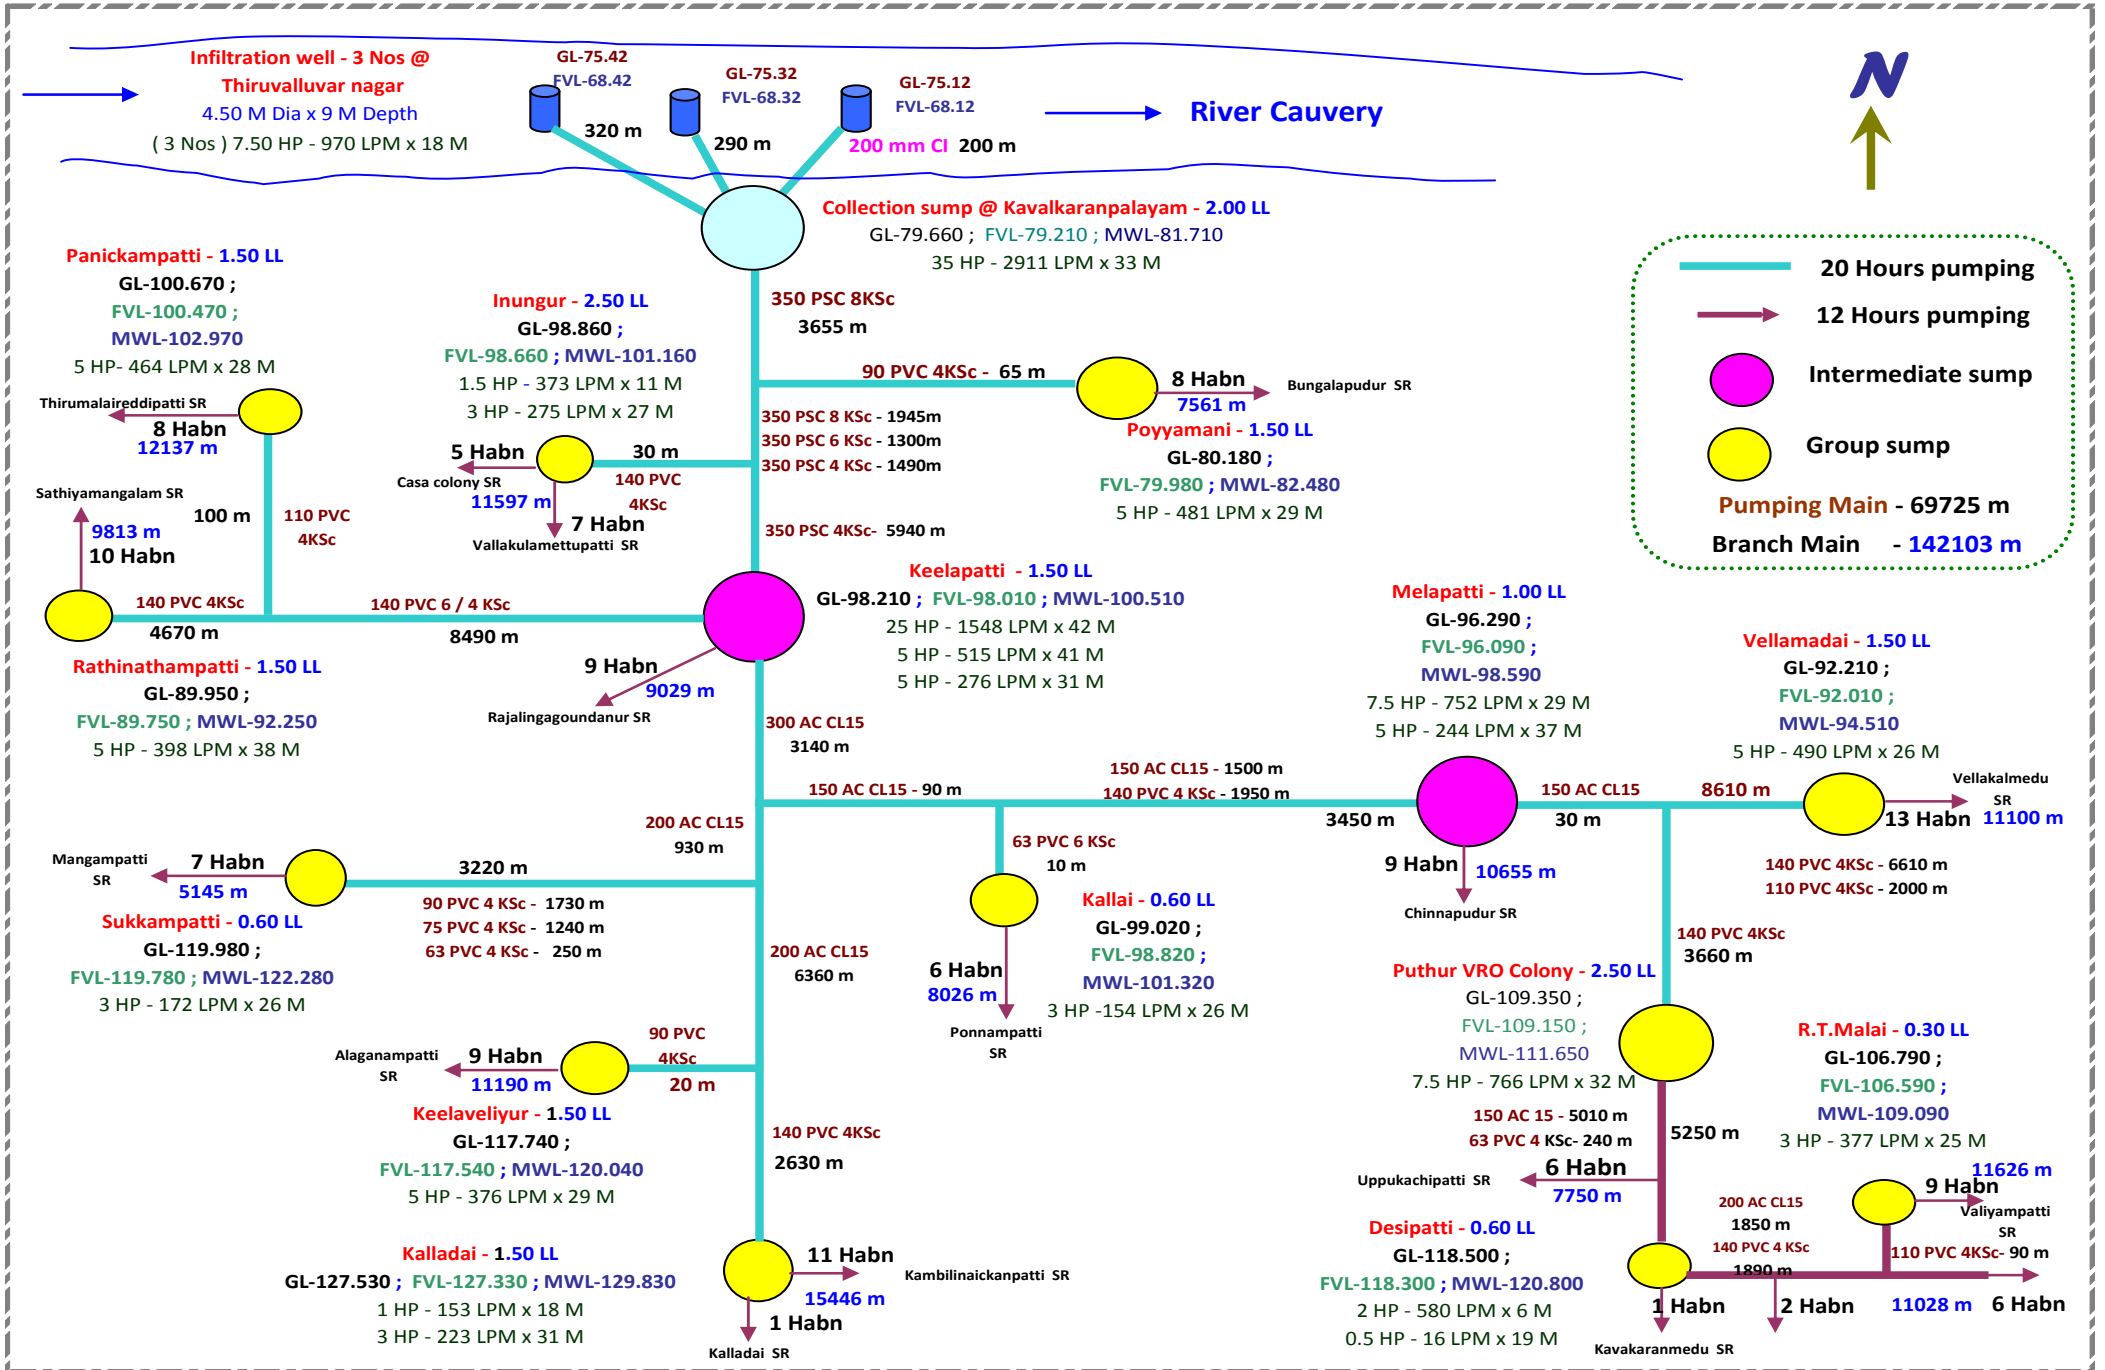 Infiltration well - 3 Nos @
Thiruvalluvar nagar
4.50 M Dia x 9 M Depth
( 3 Nos ) 7.50 HP - 970 LPM x 18 M
GL-75.42
FVL-68.42
320 m
GL-75.32
FVL-68.32
290 m
GL-75.12
FVL-68.12
200 mm CI 200 m
River Cauvery
N
Collection sump @ Kavalkaranpalayam - 2.00 LL
GL-79.660 ; FVL-79.210 ; MWL-81.710
35 HP - 2911 LPM x 33 M
20 Hours pumping
12 Hours pumping
Intermediate sump
Group sump
Pumping Main - 69725 m
Branch Main - 142103 m
Panickampatti - 1.50 LL
GL-100.670 ;
FVL-100.470 ;
MWL-102.970
5 HP- 464 LPM x 28 M
Thirumalaireddipatti SR
8 Habn
12137 m
Sathiyamangalam SR
9813 m
10 Habn
100 m
110 PVC
4KSc
140 PVC 4KSc
4670 m
140 PVC 6 / 4 KSc
8490 m
Rathinathampatti - 1.50 LL
GL-89.950 ;
FVL-89.750 ; MWL-92.250
5 HP - 398 LPM x 38 M
Inungur - 2.50 LL
GL-98.860 ;
FVL-98.660 ; MWL-101.160
1.5 HP - 373 LPM x 11 M
3 HP - 275 LPM x 27 M
5 Habn
Casa colony SR
11597 m
30 m
140 PVC
4KSc
7 Habn
Vallakulamettupatti SR
350 PSC 8KSc
3655 m
90 PVC 4KSc - 65 m
8 Habn
7561 m
Bungalapudur SR
350 PSC 8 KSc - 1945m
350 PSC 6 KSc - 1300m
350 PSC 4 KSc - 1490m
350 PSC 4KSc- 5940 m
Poyyamani - 1.50 LL
GL-80.180 ;
FVL-79.980 ; MWL-82.480
5 HP - 481 LPM x 29 M
Keelapatti - 1.50 LL
GL-98.210 ; FVL-98.010 ; MWL-100.510
25 HP - 1548 LPM x 42 M
5 HP - 515 LPM x 41 M
5 HP - 276 LPM x 31 M
9 Habn
9029 m
Rajalingagoundanur SR
300 AC CL15
3140 m
Melapatti - 1.00 LL
GL-96.290 ;
FVL-96.090 ;
MWL-98.590
7.5 HP - 752 LPM x 29 M
5 HP - 244 LPM x 37 M
Vellamadai - 1.50 LL
GL-92.210 ;
FVL-92.010 ;
MWL-94.510
5 HP - 490 LPM x 26 M
150 AC CL15 - 90 m
150 AC CL15 - 1500 m
140 PVC 4 KSc - 1950 m
3450 m
150 AC CL15
30 m
8610 m
Vellakalmedu
SR
13 Habn
11100 m
140 PVC 4KSc - 6610 m
110 PVC 4KSc - 2000 m
200 AC CL15
930 m
63 PVC 6 KSc
10 m
9 Habn
10655 m
Chinnapudur SR
Mangampatti
SR
7 Habn
5145 m
3220 m
90 PVC 4 KSc - 1730 m
75 PVC 4 KSc - 1240 m
63 PVC 4 KSc - 250 m
Sukkampatti - 0.60 LL
GL-119.980 ;
FVL-119.780 ; MWL-122.280
3 HP - 172 LPM x 26 M
200 AC CL15
6360 m
Kallai - 0.60 LL
GL-99.020 ;
FVL-98.820 ;
MWL-101.320
3 HP -154 LPM x 26 M
6 Habn
8026 m
Ponnampatti
SR
140 PVC 4KSc
3660 m
Puthur VRO Colony - 2.50 LL
GL-109.350 ;
FVL-109.150 ;
MWL-111.650
7.5 HP - 766 LPM x 32 M
R.T.Malai - 0.30 LL
GL-106.790 ;
FVL-106.590 ;
MWL-109.090
3 HP - 377 LPM x 25 M
Alaganampatti
SR
9 Habn
11190 m
90 PVC
4KSc
20 m
Keelaveliyur - 1.50 LL
GL-117.740 ;
FVL-117.540 ; MWL-120.040
5 HP - 376 LPM x 29 M
140 PVC 4KSc
2630 m
150 AC 15 - 5010 m
63 PVC 4 KSc- 240 m
5250 m
6 Habn
Uppukachipatti SR
7750 m
11626 m
9 Habn
Valiyampatti
SR
200 AC CL15
1850 m
140 PVC 4 KSc
1890 m
110 PVC 4KSc- 90 m
Desipatti - 0.60 LL
GL-118.500 ;
FVL-118.300 ; MWL-120.800
2 HP - 580 LPM x 6 M
0.5 HP - 16 LPM x 19 M
1 Habn
2 Habn
11028 m
6 Habn
Kavakaranmedu SR
Kalladai - 1.50 LL
GL-127.530 ; FVL-127.330 ; MWL-129.830
1 HP - 153 LPM x 18 M
3 HP - 223 LPM x 31 M
11 Habn
15446 m
Kambilinaickanpatti SR
1 Habn
Kalladai SR